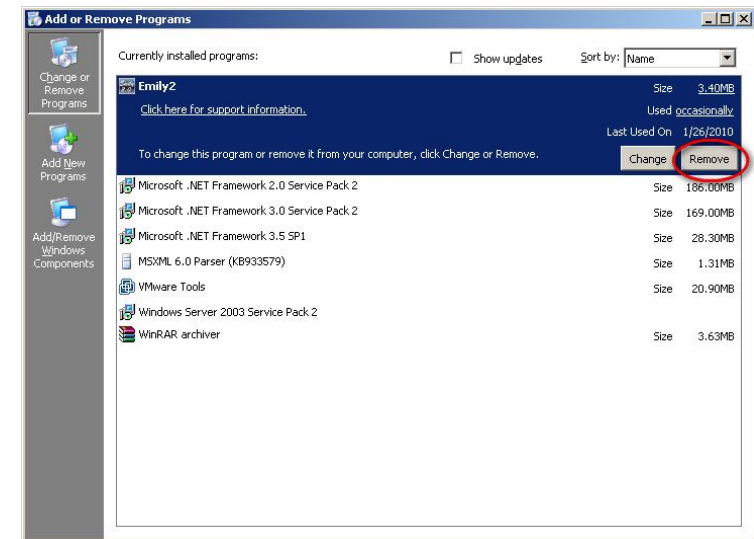 Add or Remove Programs
Change or
Remove
Programs
Add New
Programs
Add/Remove
Windows
Components
Currently installed programs:
Show updates
Sort by: Name
Emily2
Size 3.40MB
Click here for support information.
Used occasionally
Last Used On 1/26/2010
To change this program or remove it from your computer, click Change or Remove.
Change Remove
Microsoft .NET Framework 2.0 Service Pack 2 Size 186.00MB
Microsoft .NET Framework 3.0 Service Pack 2 Size 169.00MB
Microsoft .NET Framework 3.5 SP1 Size 28.30MB
MSXML 6.0 Parser (KB933579) Size 1.31MB
VMware Tools Size 20.90MB
Windows Server 2003 Service Pack 2
WinRAR archiver Size 3.63MB